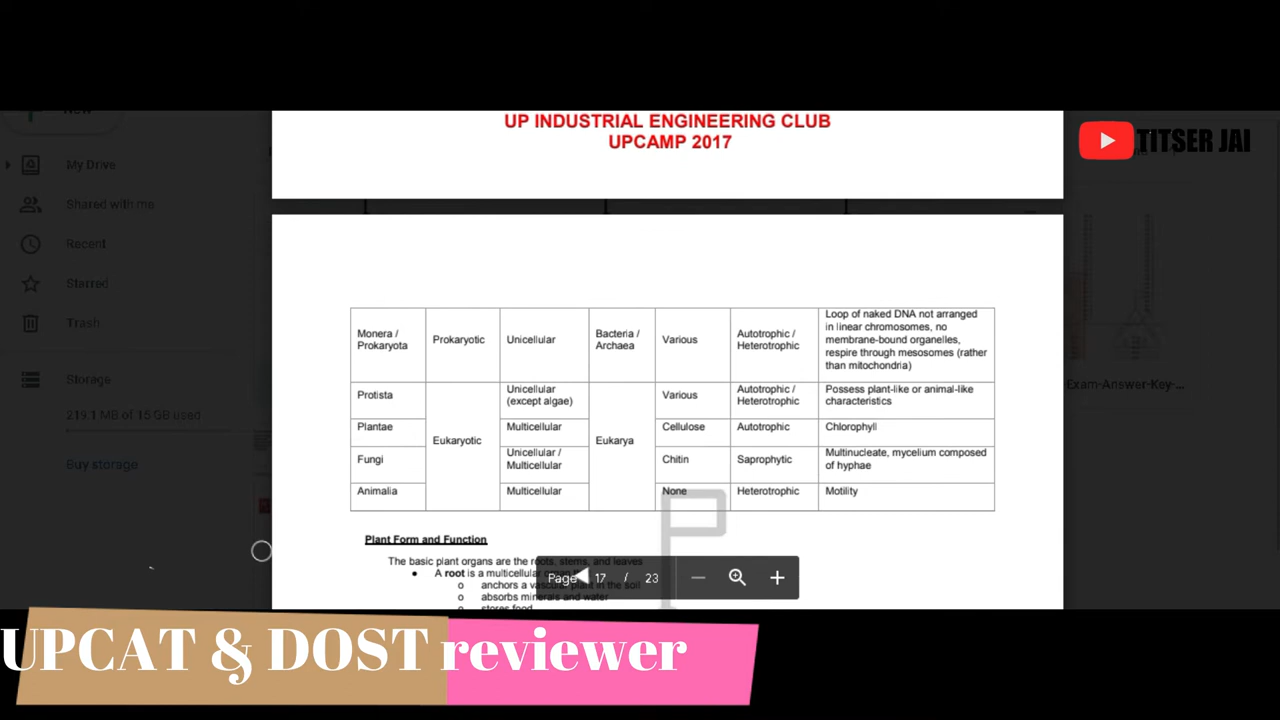 New
UP INDUSTRIAL ENGINEERING CLUB
UPCAMP 2017
TITSER JAI
My Drive
Shared with me
Recent
Starred
Trash
Storage
219.1 MB of 15 GB used
Buy storage
-Exam-Answer-Key-...
Monera /
Prokaryota
Prokaryotic
Unicellular
Bacteria /
Archaea
Various
Autotrophic /
Heterotrophic
Loop of naked DNA not arranged
in linear chromosomes, no
membrane-bound organelles,
respire through mesosomes (rather
than mitochondria)
Protista
Eukaryotic
Unicellular
(except algae)
Eukarya
Various
Autotrophic /
Heterotrophic
Possess plant-like or animal-like
characteristics
Plantae
Multicellular
Cellulose
Autotrophic
Chlorophyll
Fungi
Unicellular /
Multicellular
Chitin
Saprophytic
Multinucleate, mycelium composed
of hyphae
Animalia
Multicellular
None
Heterotrophic
Motility
Plant Form and Function
The basic plant organs are the roots, stems, and leaves
• A root is a multicellular
o anchors a vascular plant in the soil
o absorbs minerals and water
o stores food
Page 17 / 23
UPCAT & DOST reviewer